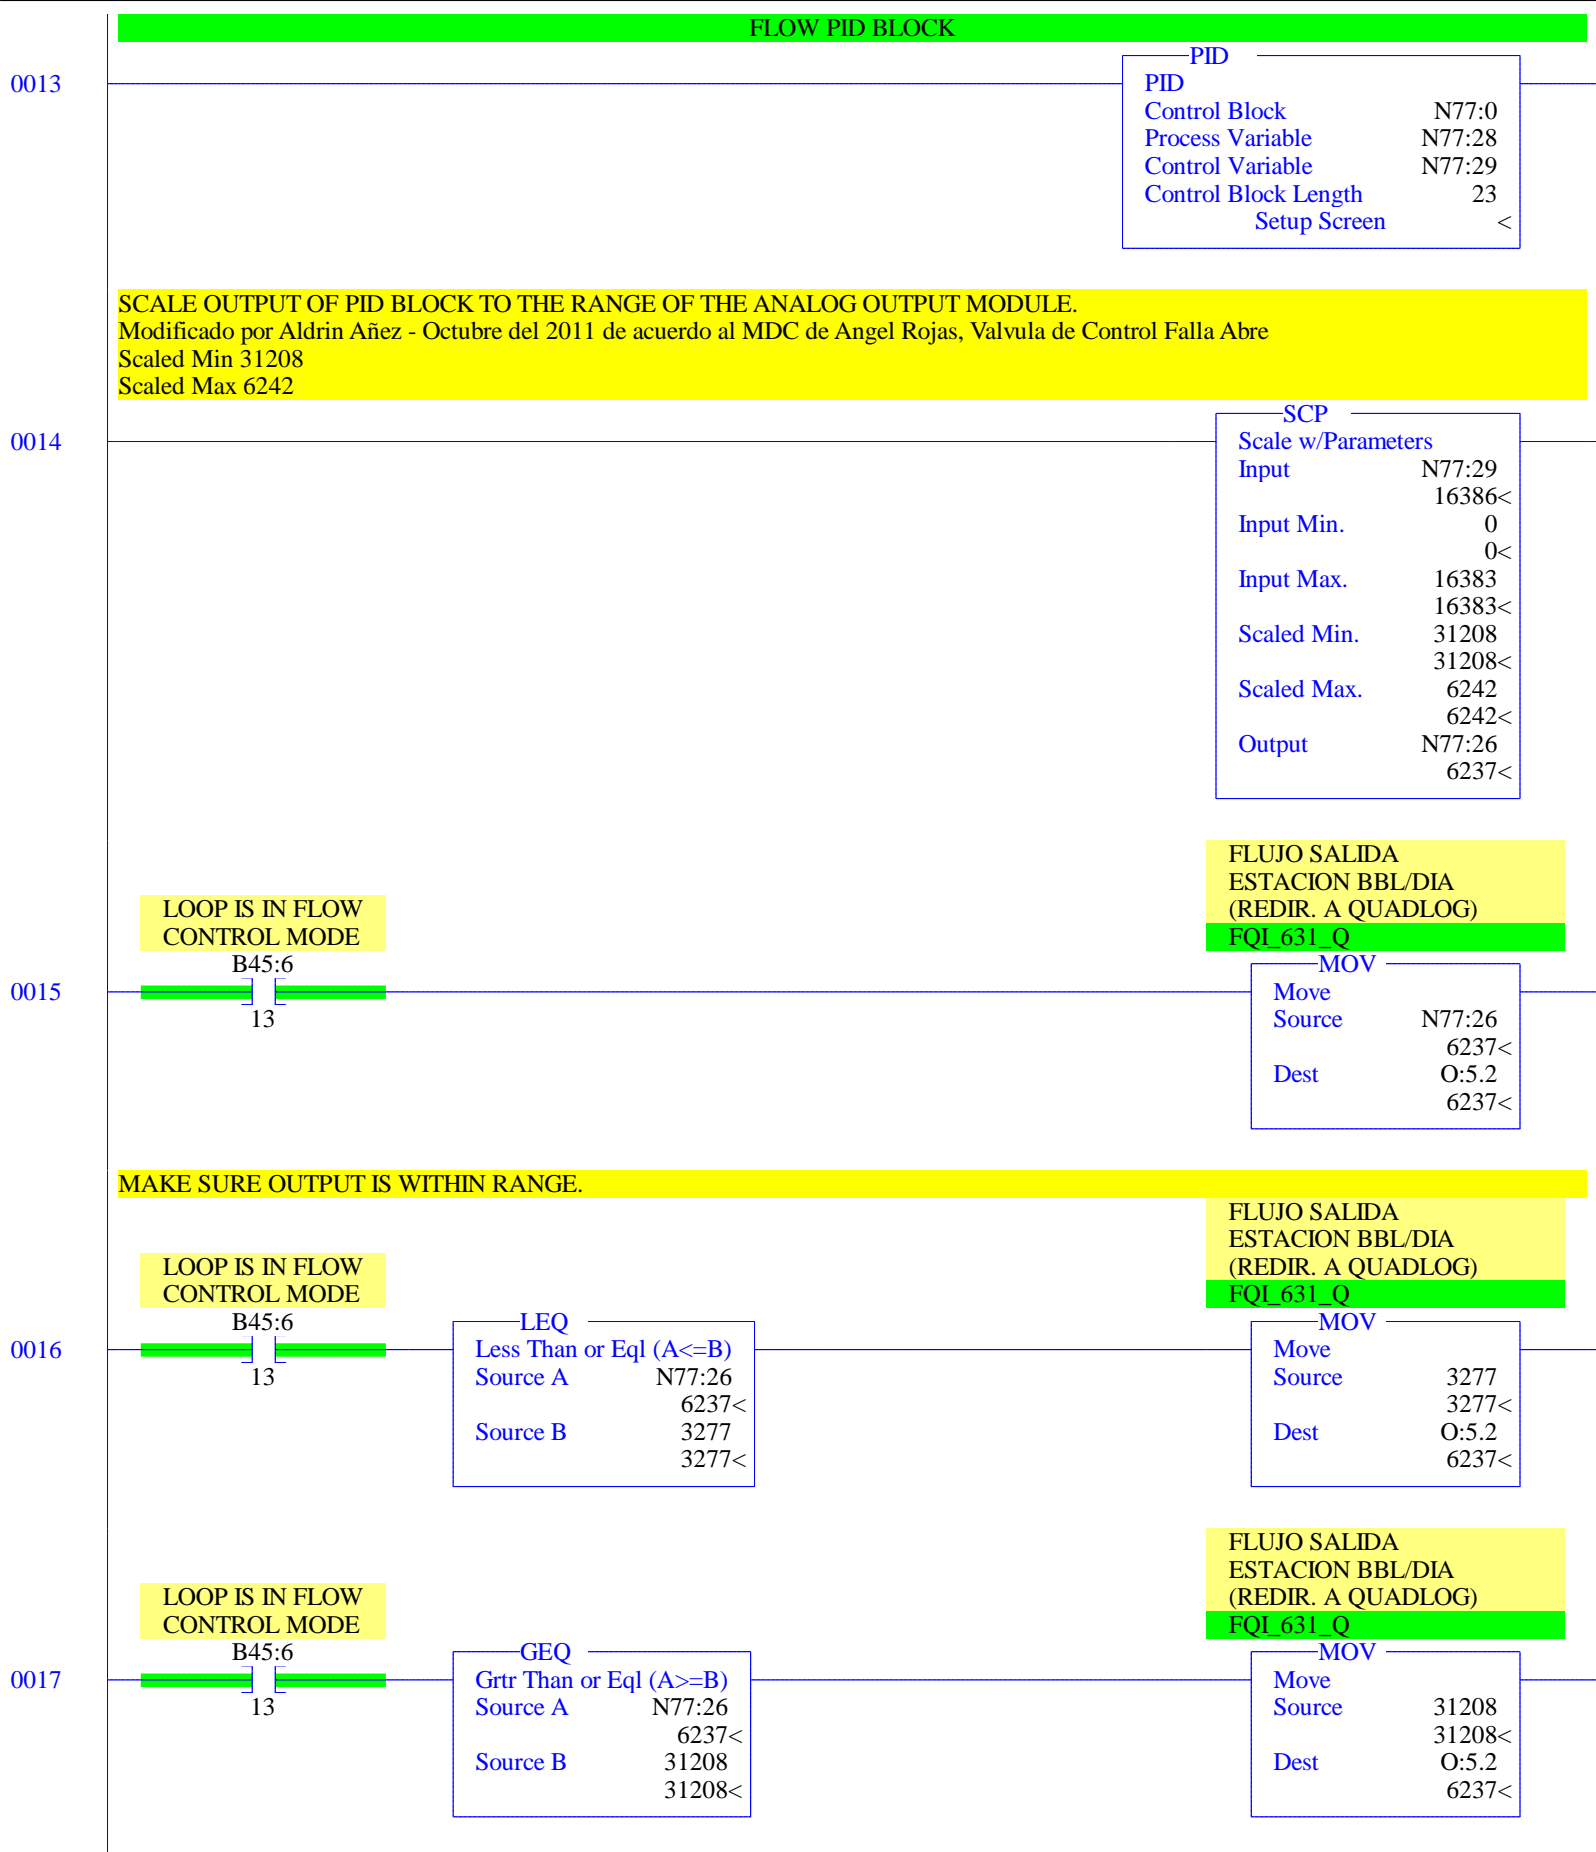 FLOW PID BLOCK
0013
PID
PID
Control Block N77:0
Process Variable N77:28
Control Variable N77:29
Control Block Length 23
Setup Screen <
SCALE OUTPUT OF PID BLOCK TO THE RANGE OF THE ANALOG OUTPUT MODULE.
Modificado por Aldrin Añez - Octubre del 2011 de acuerdo al MDC de Angel Rojas, Valvula de Control Falla Abre
Scaled Min 31208
Scaled Max 6242
0014
SCP
Scale w/Parameters
Input N77:29
16386<
Input Min. 0
0<
Input Max. 16383
16383<
Scaled Min. 31208
31208<
Scaled Max. 6242
6242<
Output N77:26
6237<
LOOP IS IN FLOW
CONTROL MODE
B45:6
13
0015
FLUJO SALIDA
ESTACION BBL/DIA
(REDIR. A QUADLOG)
FQI_631_Q
MOV
Move
Source N77:26
6237<
Dest O:5.2
6237<
MAKE SURE OUTPUT IS WITHIN RANGE.
LOOP IS IN FLOW
CONTROL MODE
B45:6
13
0016
LEQ
Less Than or Eql (A<=B)
Source A N77:26
6237<
Source B 3277
3277<
FLUJO SALIDA
ESTACION BBL/DIA
(REDIR. A QUADLOG)
FQI_631_Q
MOV
Move
Source 3277
3277<
Dest O:5.2
6237<
LOOP IS IN FLOW
CONTROL MODE
B45:6
13
0017
GEQ
Grtr Than or Eql (A>=B)
Source A N77:26
6237<
Source B 31208
31208<
FLUJO SALIDA
ESTACION BBL/DIA
(REDIR. A QUADLOG)
FQI_631_Q
MOV
Move
Source 31208
31208<
Dest O:5.2
6237<